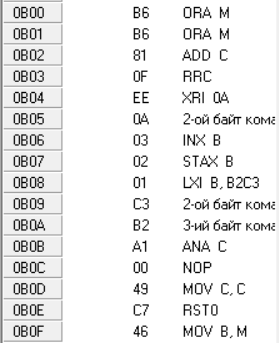 0B00 B6 ORA M
0B01 B6 ORA M
0B02 81 ADD C
0B03 0F RRC
0B04 EE XRI 0A
0B05 0A 2-ой байт кома
0B06 03 INX B
0B07 02 STAX B
0B08 01 LXI B, B2C3
0B09 C3 2-ой байт кома
0B0A B2 3-ий байт кома
0B0B A1 ANA C
0B0C 00 NOP
0B0D 49 MOV C, C
0B0E C7 RST0
0B0F 46 MOV B, M